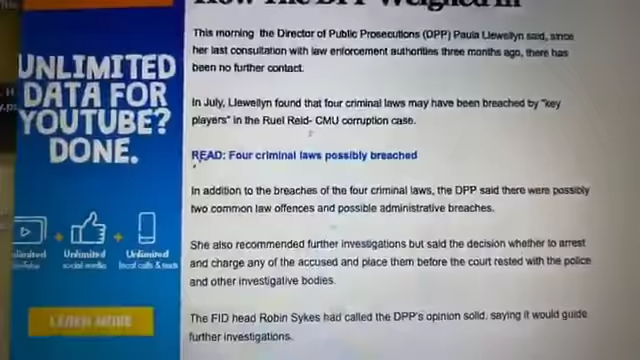 How The DPP Weighed In
This morning the Director of Public Prosecutions (DPP) Paula Llewellyn said, since
her last consultation with law enforcement authorities three months ago, there has
been no further contact.
In July, Llewellyn found that four criminal laws may have been breached by "key
players" in the Ruel Reid- CMU corruption case.
READ: Four criminal laws possibly breached
In addition to the breaches of the four criminal laws, the DPP said there were possibly
two common law offences and possible administrative breaches.
She also recommended further investigations but said the decision whether to arrest
and charge any of the accused and place them before the court rested with the police
and other investigative bodies.
The FID head Robin Sykes had called the DPP's opinion solid, saying it would guide
further investigations.
UNLIMITED
DATA FOR
YOUTUBE?
DONE.
+ +
Unlimited Unlimited
social media local calls & texts
LEARN MORE